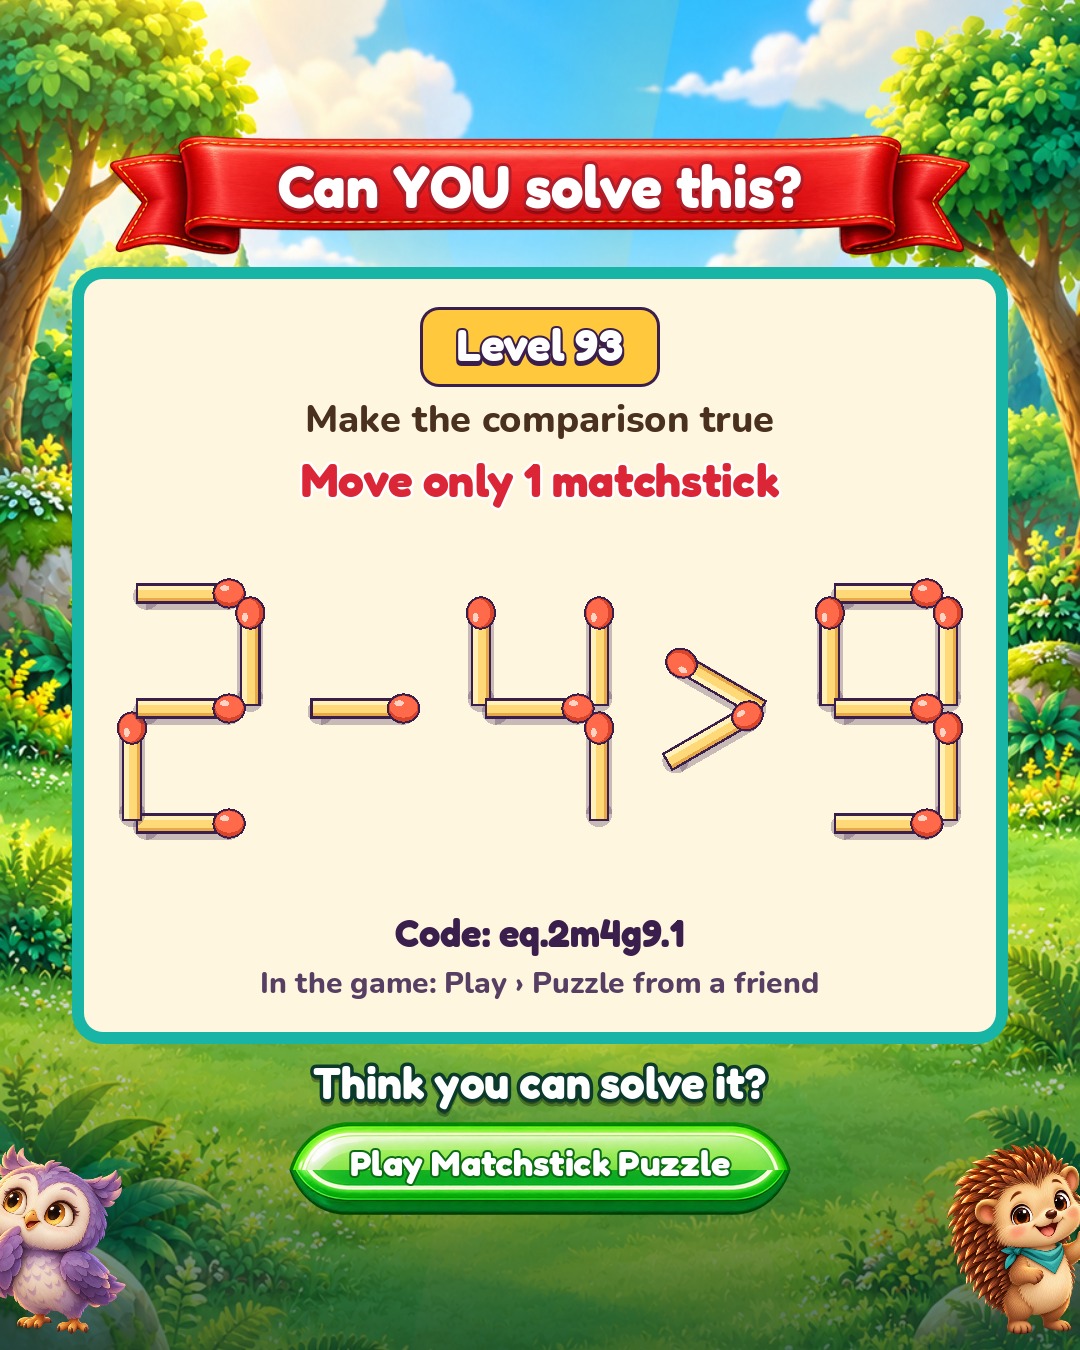 Can YOU solve this?
Level 93
Make the comparison true
Move only 1 matchstick
2 - 4 > 9
Code: eq.2m4g9.1
In the game: Play › Puzzle from a friend
Think you can solve it?
Play Matchstick Puzzle